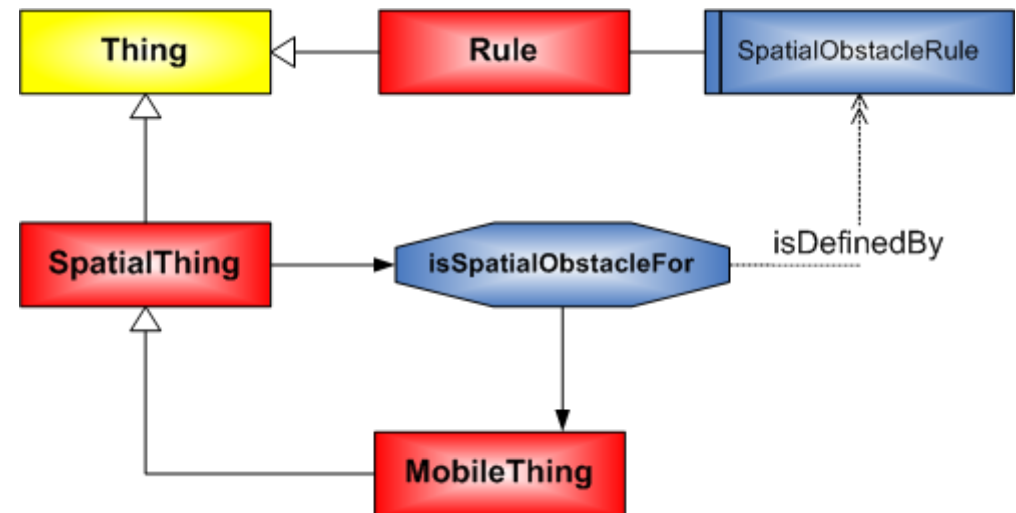 Thing
Rule
SpatialObstacleRule
SpatialThing
isSpatialObstacleFor
isDefinedBy
MobileThing